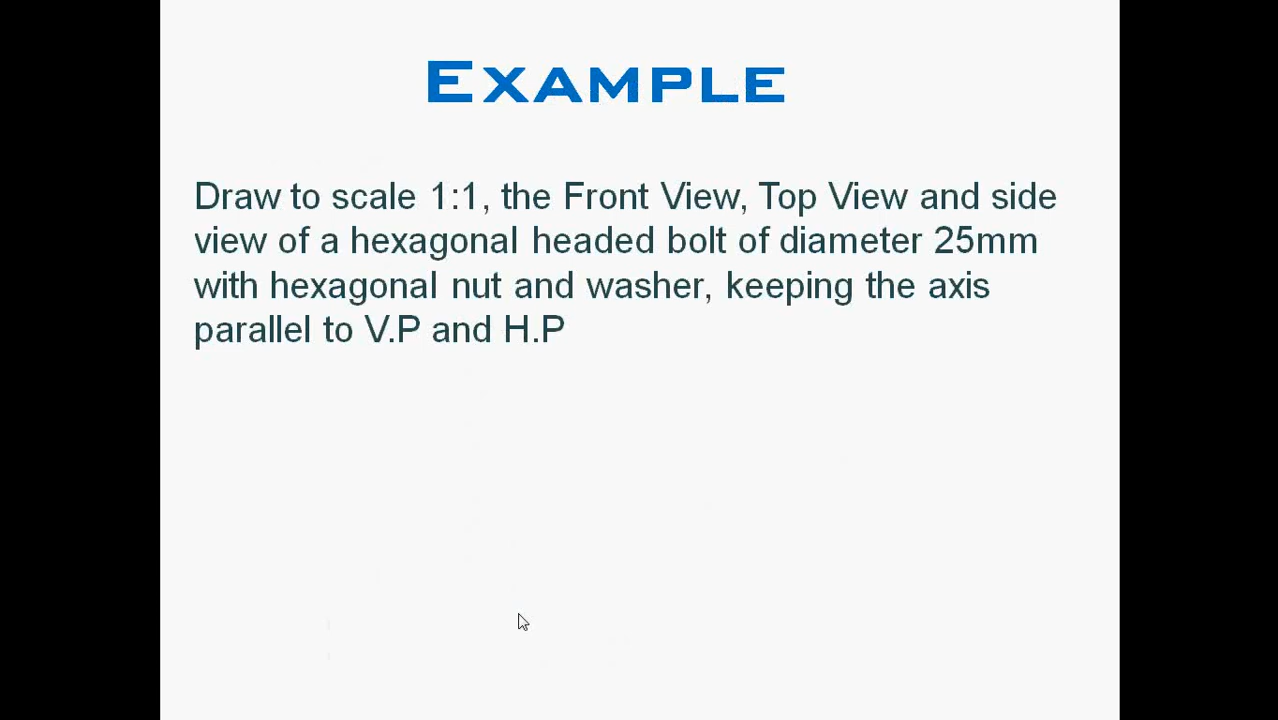 EXAMPLE
Draw to scale 1:1, the Front View, Top View and side
view of a hexagonal headed bolt of diameter 25mm
with hexagonal nut and washer, keeping the axis
parallel to V.P and H.P